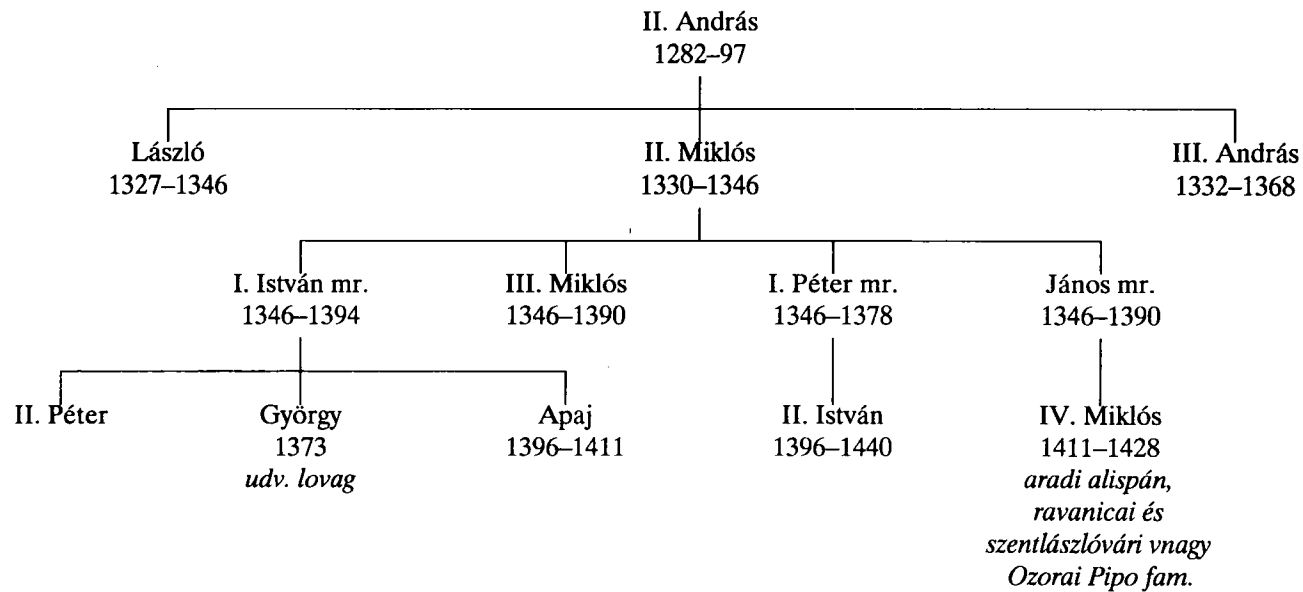 II. András
1282–97
László
1327–1346
II. Miklós
1330–1346
III. András
1332–1368
I. István mr.
1346–1394
III. Miklós
1346–1390
I. Péter mr.
1346–1378
János mr.
1346–1390
II. Péter
György
1373
udv. lovag
Apaj
1396–1411
II. István
1396–1440
IV. Miklós
1411–1428
aradi alispán,
ravanicai és
szentlászlóvári vnagy
Ozorai Pipo fam.